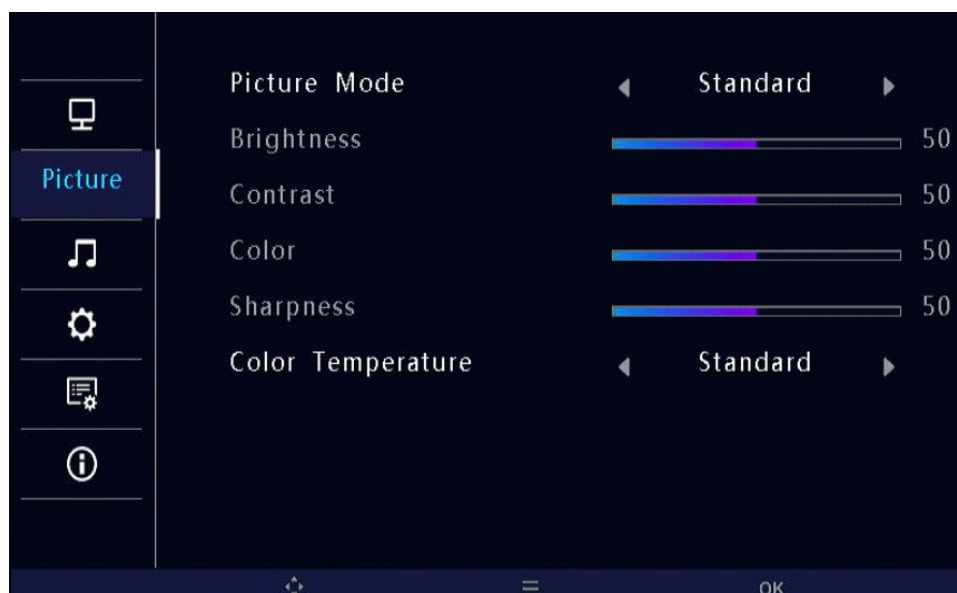 Picture Mode Standard
Brightness 50
Picture
Contrast 50
Color 50
Sharpness 50
Color Temperature Standard
OK